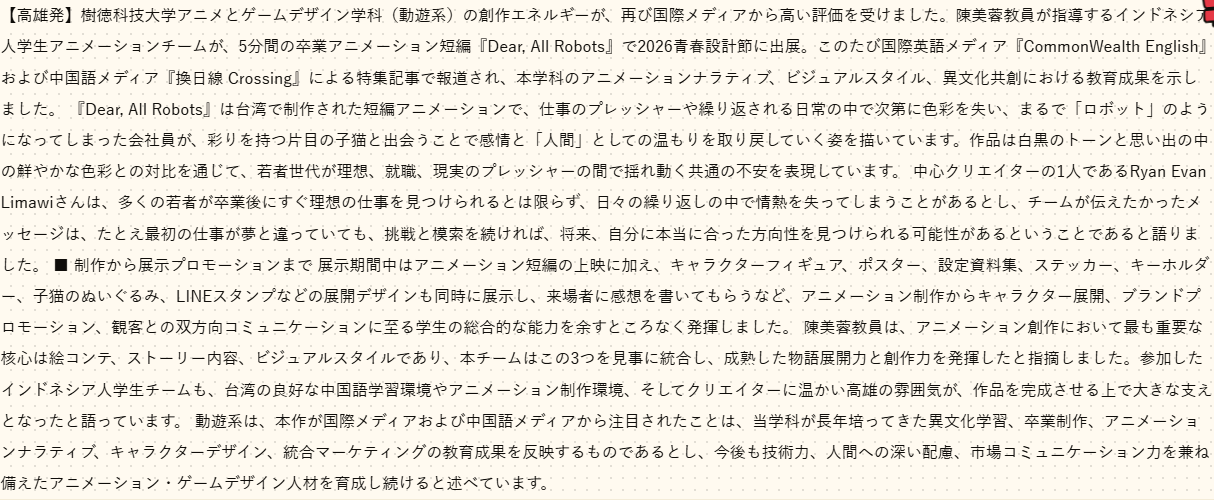 【高雄発】樹徳科技大学アニメとゲームデザイン学科（動遊系）の創作エネルギーが、再び国際メディアから高い評価を受けました。陳美蓉教員が指導するインドネシア
人学生アニメーションチームが、5分間の卒業アニメーション短編『Dear, All Robots』で2026青春設計節に出展。このたび国際英語メディア『CommonWealth English』
および中国語メディア『換日線 Crossing』による特集記事で報道され、本学科のアニメーションナラティブ、ビジュアルスタイル、異文化共創における教育成果を示し
ました。 『Dear, All Robots』は台湾で制作された短編アニメーションで、仕事のプレッシャーや繰り返される日常の中で次第に色彩を失い、まるで「ロボット」のよう
になってしまった会社員が、彩りを持つ片目の子猫と出会うことで感情と「人間」としての温もりを取り戻していく姿を描いています。作品は白黒のトーンと思い出の中
の鮮やかな色彩との対比を通じて、若者世代が理想、就職、現実のプレッシャーの間で揺れ動く共通の不安を表現しています。 中心クリエイターの1人であるRyan Evan
Limawiさんは、多くの若者が卒業後にすぐ理想の仕事を見つけられるとは限らず、日々の繰り返しの中で情熱を失ってしまうことがあるとし、チームが伝えたかったメ
ッセージは、たとえ最初の仕事が夢と違っていても、挑戦と模索を続ければ、将来、自分に本当に合った方向性を見つけられる可能性があるということであると語りま
した。 ■ 制作から展示プロモーションまで 展示期間中はアニメーション短編の上映に加え、キャラクターフィギュア、ポスター、設定資料集、ステッカー、キーホルダ
ー、子猫のぬいぐるみ、LINEスタンプなどの展開デザインも同時に展示し、来場者に感想を書いてもらうなど、アニメーション制作からキャラクター展開、ブランドプ
ロモーション、観客との双方向コミュニケーションに至る学生の総合的な能力を余すところなく発揮しました。 陳美蓉教員は、アニメーション創作において最も重要な
核心は絵コンテ、ストーリー内容、ビジュアルスタイルであり、本チームはこの3つを見事に統合し、成熟した物語展開力と創作力を発揮したと指摘しました。参加した
インドネシア人学生チームも、台湾の良好な中国語学習環境やアニメーション制作環境、そしてクリエイターに温かい高雄の雰囲気が、作品を完成させる上で大きな支え
となったと語っています。 動遊系は、本作が国際メディアおよび中国語メディアから注目されたことは、当学科が長年培ってきた異文化学習、卒業制作、アニメーショ
ンナラティブ、キャラクターデザイン、統合マーケティングの教育成果を反映するものであるとし、今後も技術力、人間への深い配慮、市場コミュニケーション力を兼ね
備えたアニメーション・ゲームデザイン人材を育成し続けると述べています。